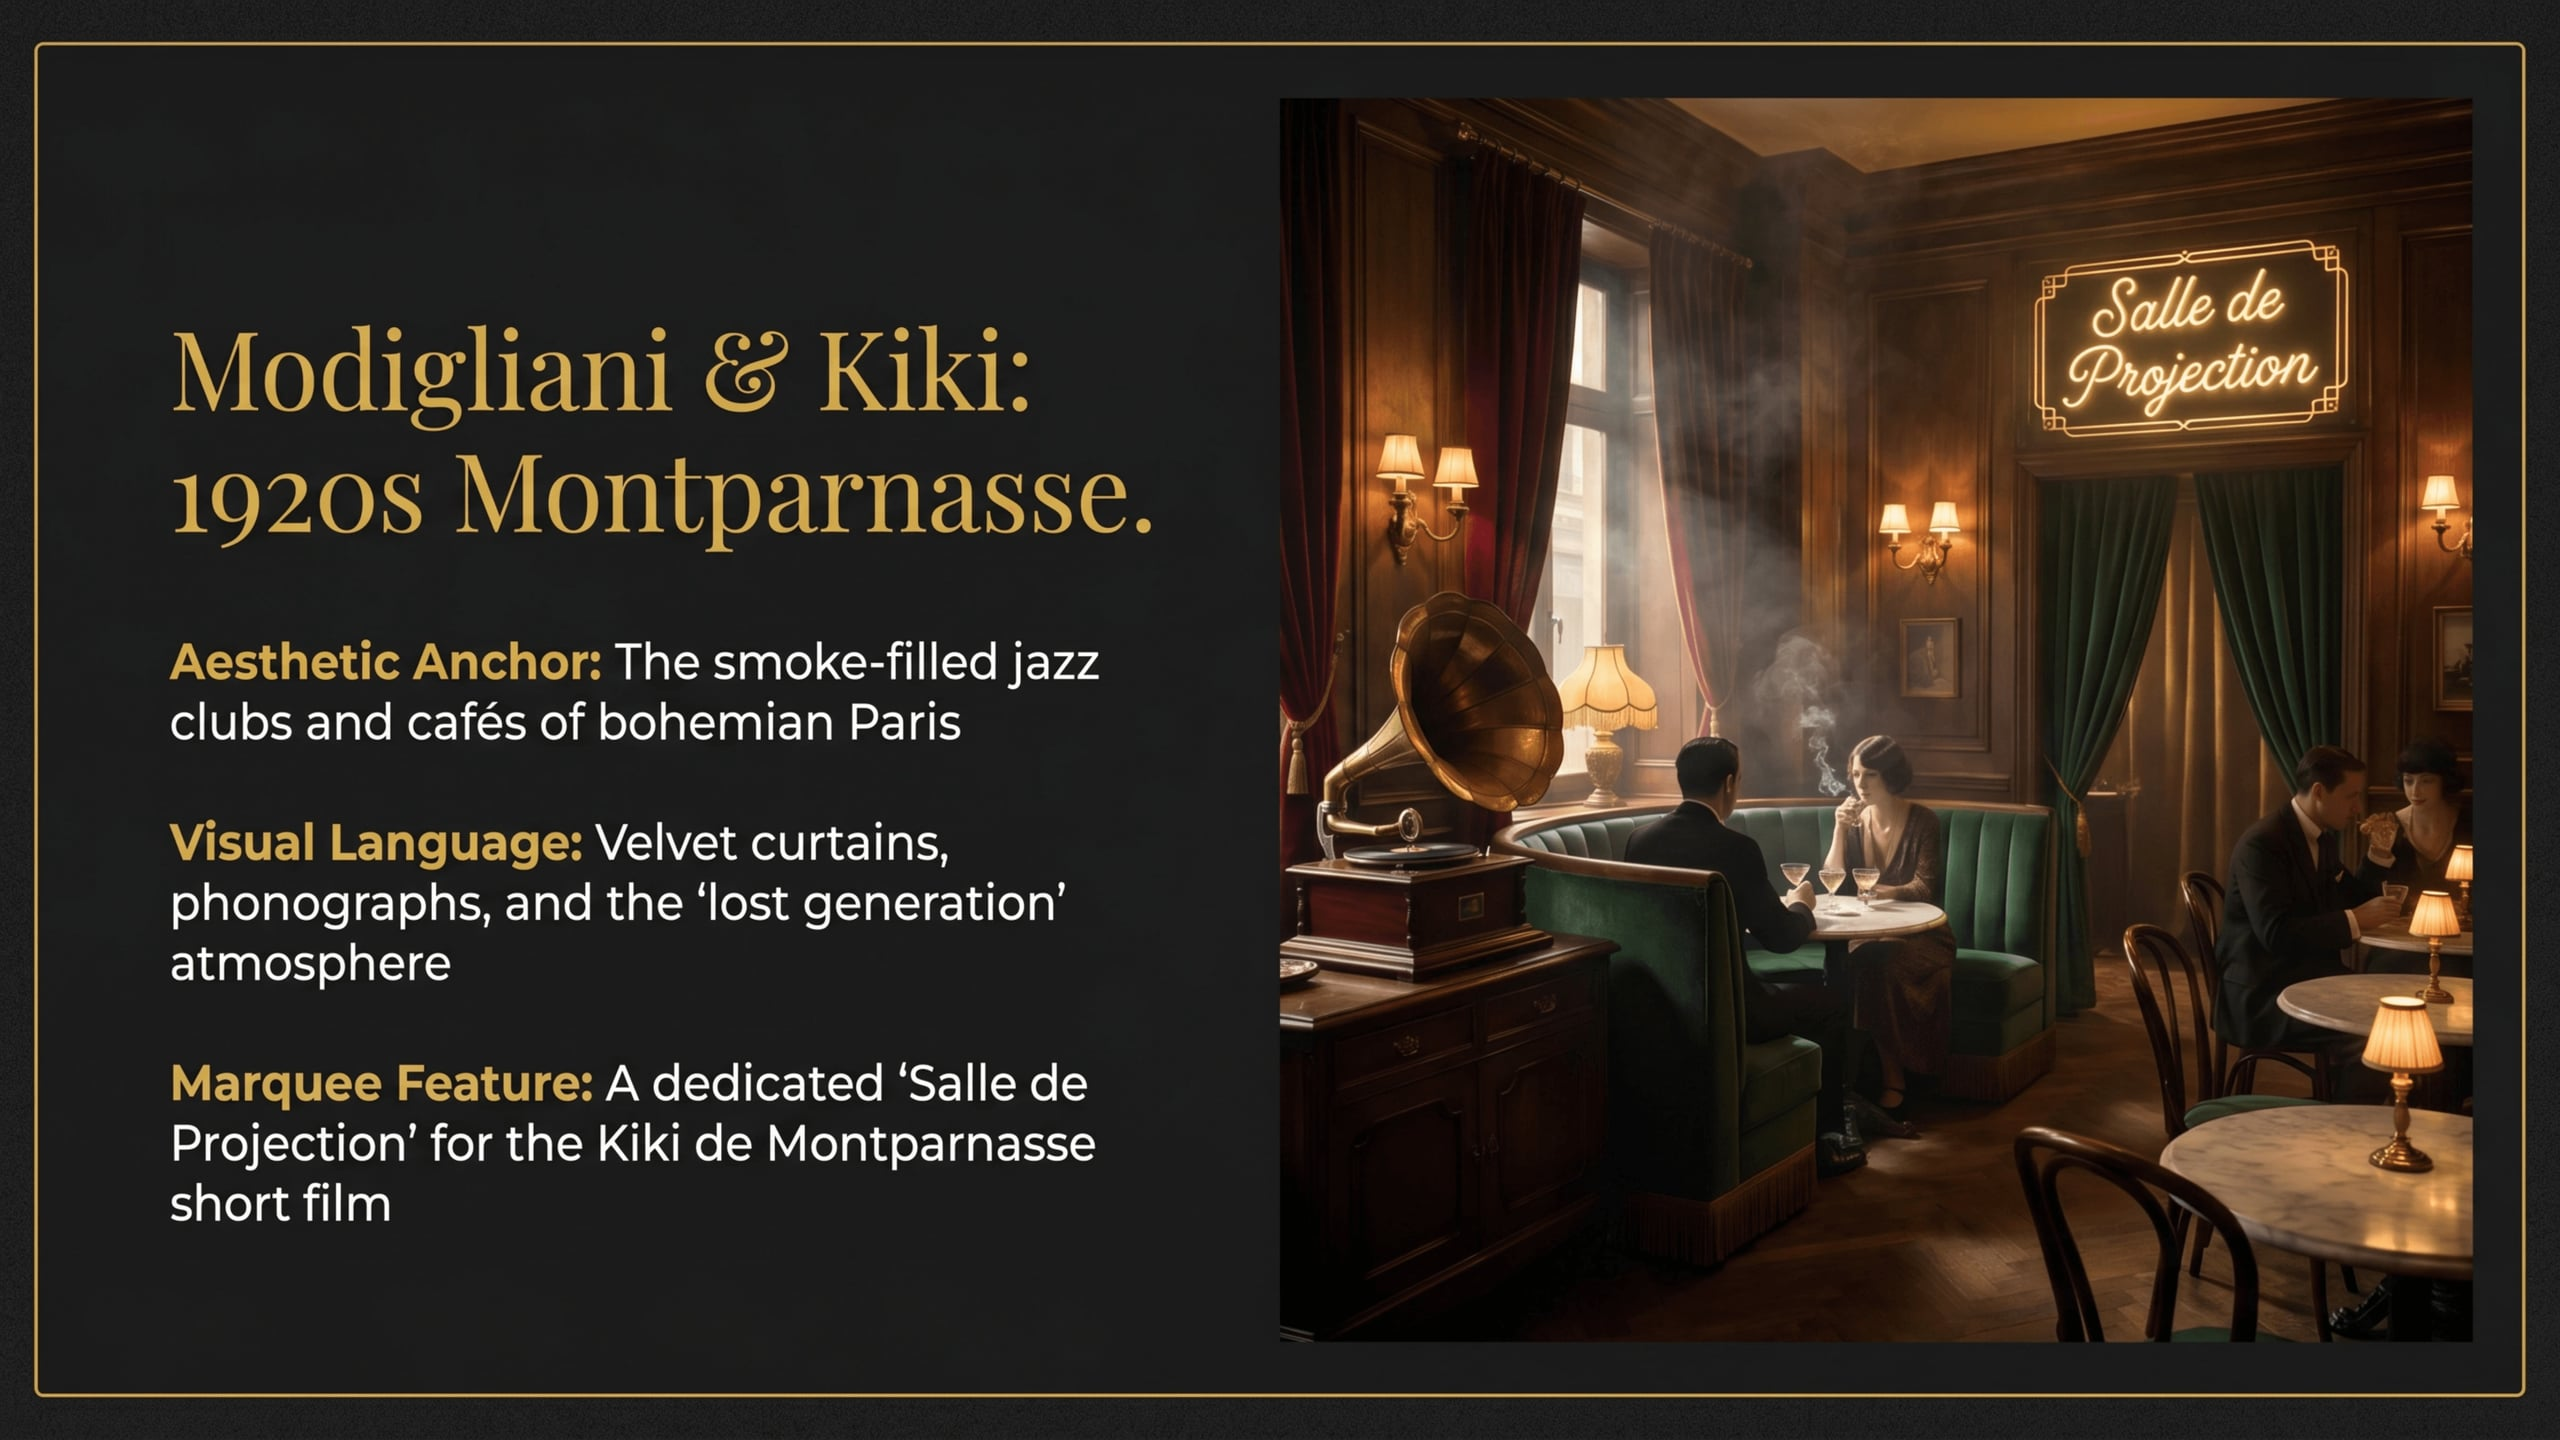 Modigliani & Kiki:
1920s Montparnasse.
Aesthetic Anchor: The smoke-filled jazz
clubs and cafés of bohemian Paris
Visual Language: Velvet curtains,
phonographs, and the ‘lost generation’
atmosphere
Marquee Feature: A dedicated ‘Salle de
Projection’ for the Kiki de Montparnasse
short film
Salle de
Projection